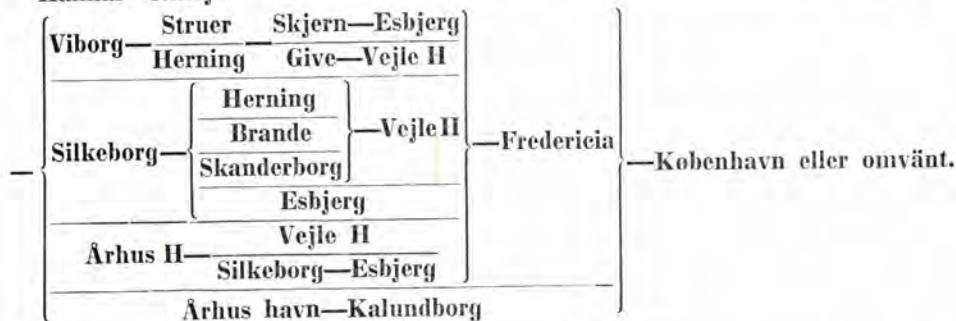 Viborg—Struer—Skjern—Esbjerg
Herning Give—Vejle H
Herning
Brande—Vejle H
Silkeborg— —Fredericia
—København eller omvänt.
Skanderborg
Esbjerg
Vejle H
Århus H—
Silkeborg—Esbjerg
Århus havn—Kalundborg